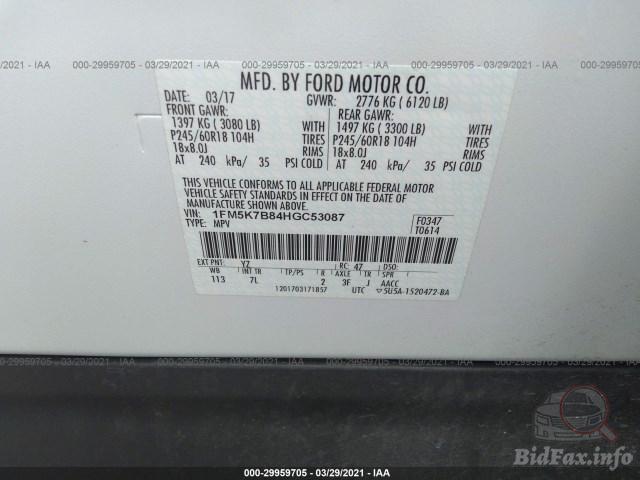 000-29959705 - 03/29/2021 - IAA
MFD. BY FORD MOTOR CO.
DATE: 03/17 GVWR: 2776 KG ( 6120 LB)
FRONT GAWR: REAR GAWR:
1397 KG ( 3080 LB) WITH 1497 KG ( 3300 LB) WITH
P245/60R18 104H TIRES P245/60R18 104H TIRES
18x8.0J RIMS 18x8.0J RIMS
AT 240 kPa/ 35 PSI COLD AT 240 kPa/ 35 PSI COLD
THIS VEHICLE CONFORMS TO ALL APPLICABLE FEDERAL MOTOR
VEHICLE SAFETY STANDARDS IN EFFECT ON THE DATE OF
MANUFACTURE SHOWN ABOVE.
VIN: 1FM5K7B84HGC53087 F0347
TYPE: MPV T0614
EXT PNT: YZ RC: 47 DSO:
WB INT TR TP/PS R AXLE TR SPR
113 7L 2 3F J AACC
1201703171857 UTC 5U5A-1520472-BA
000-29959705 - 03/29/2021 - IAA
BidFax.info
000-29959705 - 03/29/2021 - IAA